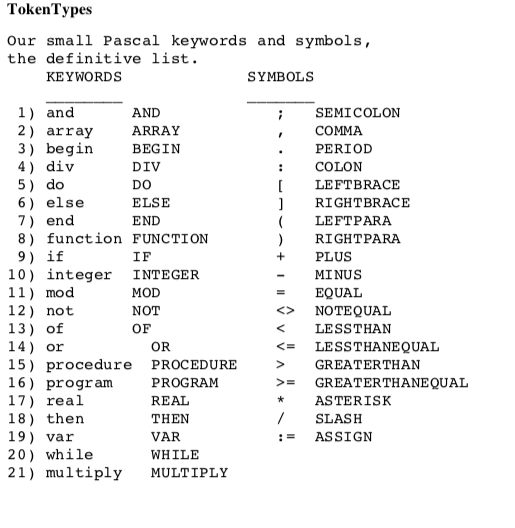 TokenTypes
Our small Pascal keywords and symbols,
the definitive list.
KEYWORDS SYMBOLS
1) and AND ; SEMICOLON
2) array ARRAY , COMMA
3) begin BEGIN . PERIOD
4) div DIV : COLON
5) do DO [ LEFTBRACE
6) else ELSE ] RIGHTBRACE
7) end END ( LEFTPARA
8) function FUNCTION ) RIGHTPARA
9) if IF + PLUS
10) integer INTEGER - MINUS
11) mod MOD = EQUAL
12) not NOT <> NOTEQUAL
13) of OF < LESSTHAN
14) or OR <= LESSTHANEQUAL
15) procedure PROCEDURE > GREATERTHAN
16) program PROGRAM >= GREATERTHANEQUAL
17) real REAL * ASTERISK
18) then THEN / SLASH
19) var VAR := ASSIGN
20) while WHILE
21) multiply MULTIPLY